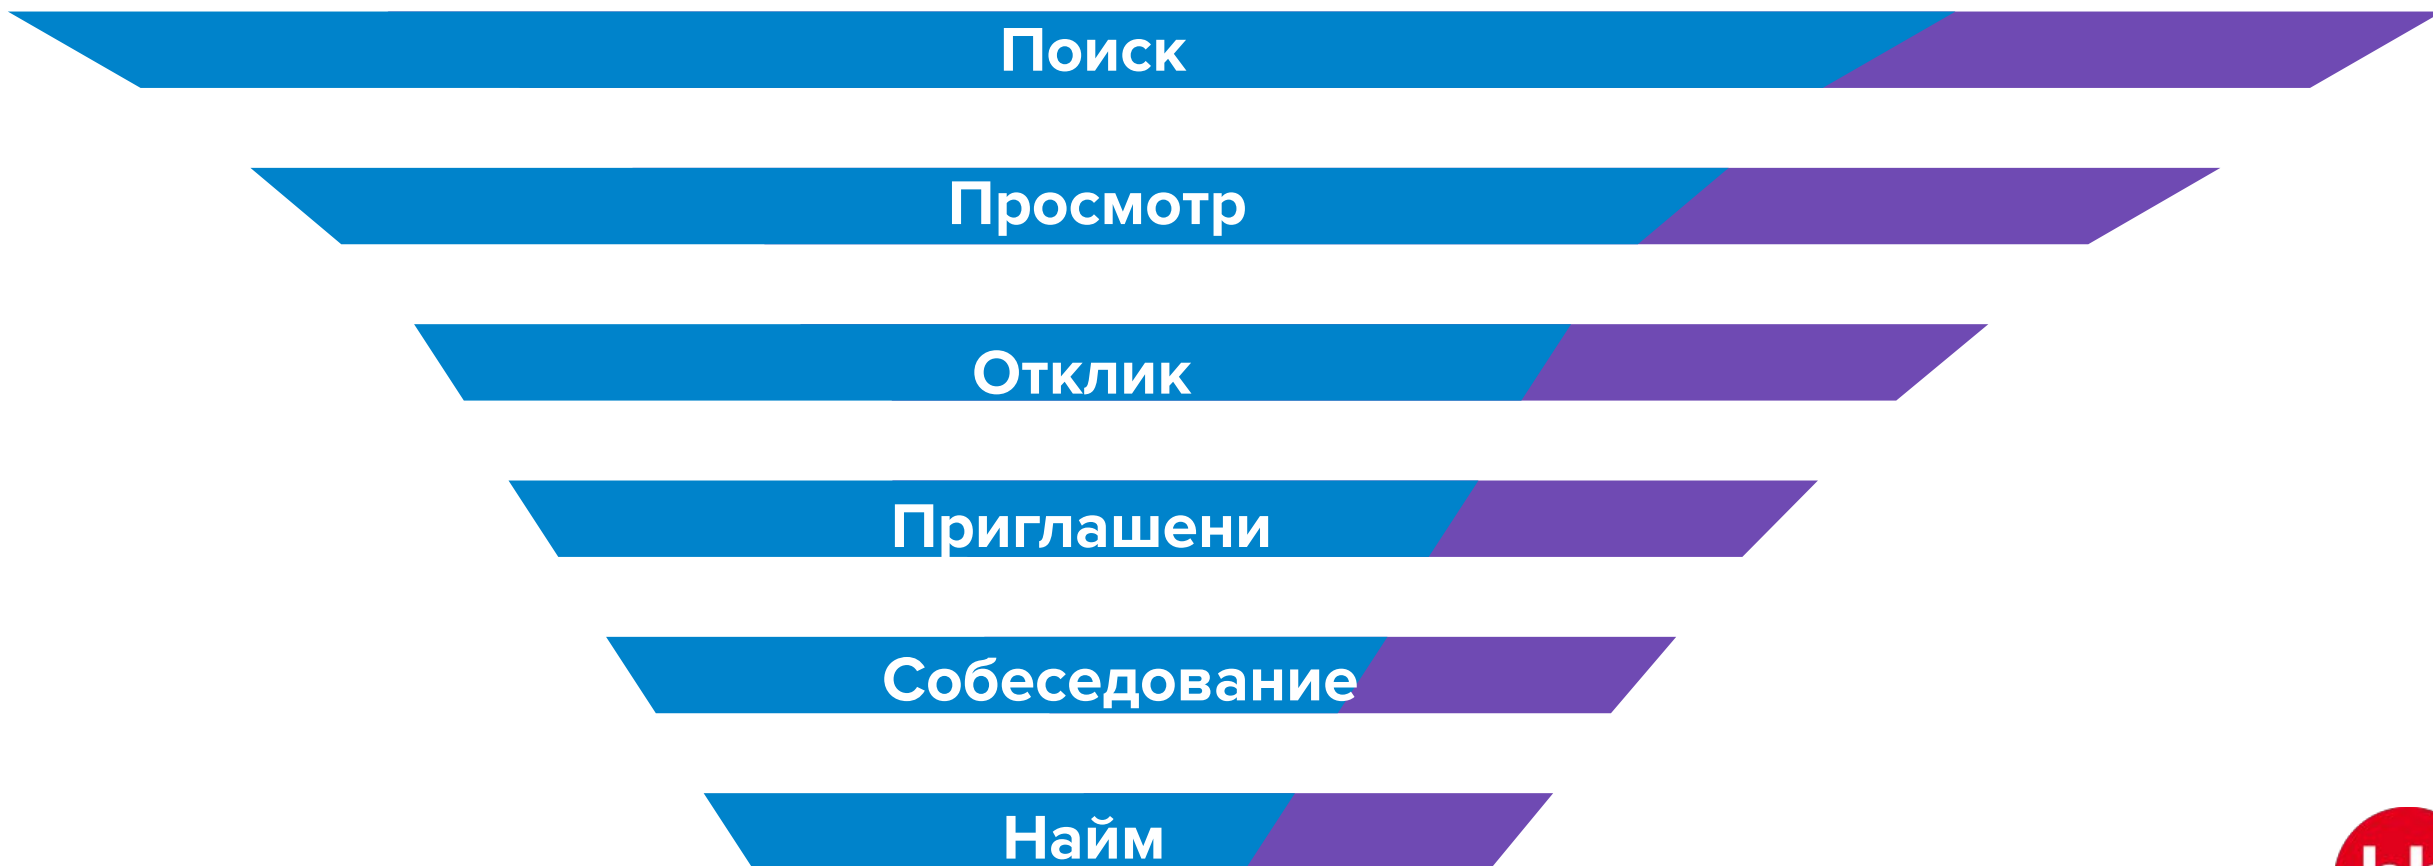 Поиск
Просмотр
Отклик
Приглашени
Собеседование
Найм